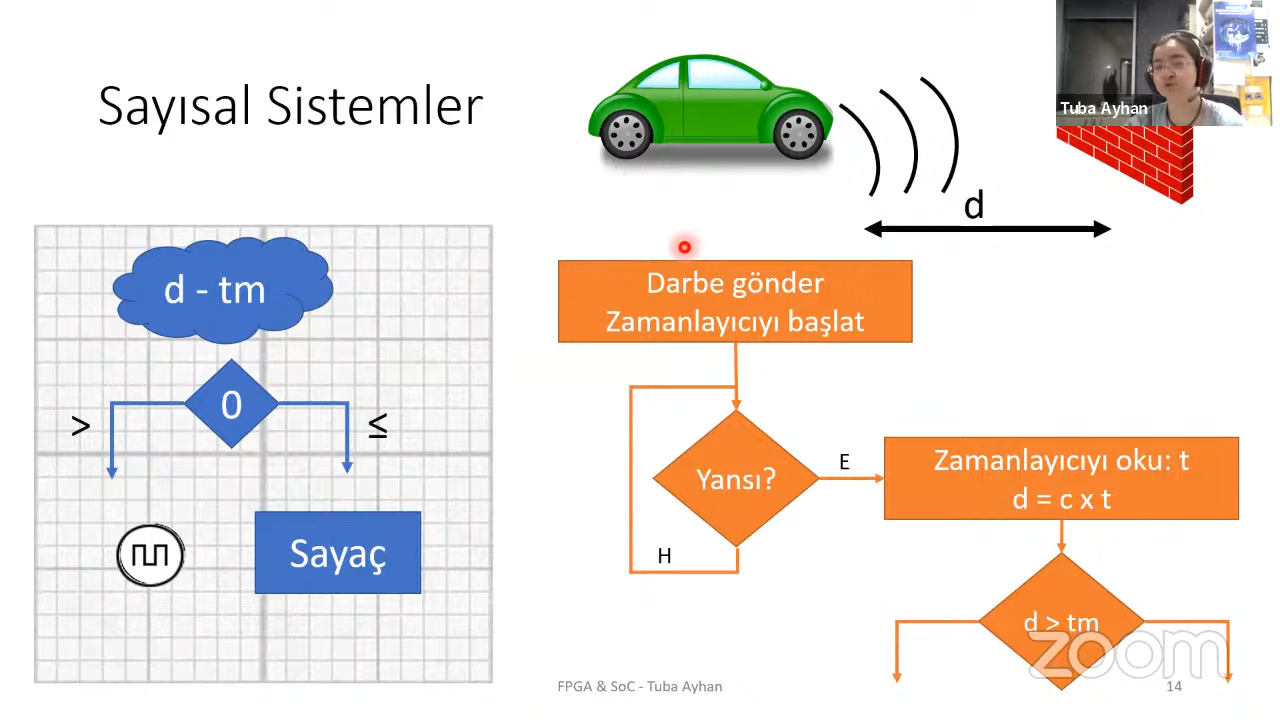 Sayısal Sistemler
Tuba Ayhan
d
d - tm
0
>
≤
Sayaç
Darbe gönder
Zamanlayıcıyı başlat
Yansı?
E
H
Zamanlayıcıyı oku: t
d = c x t
d > tm
zoom
FPGA & SoC - Tuba Ayhan
14